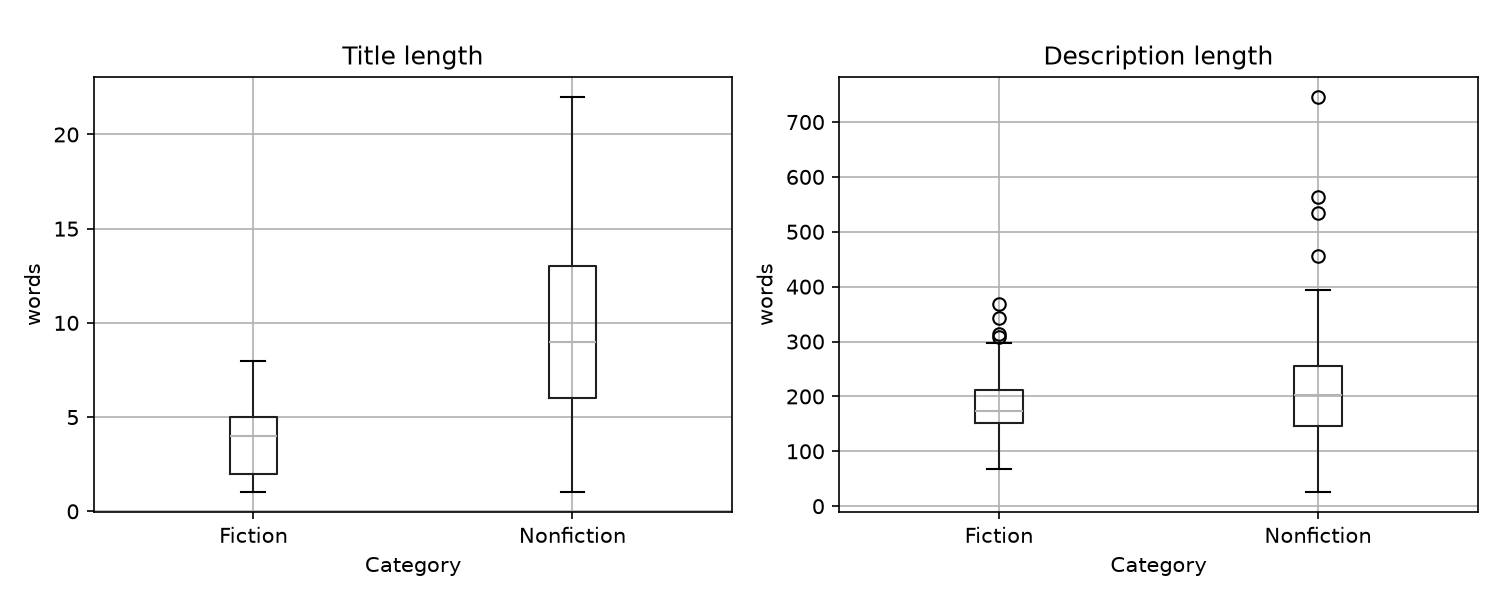 Title length
20
15
10
5
0
words
Fiction
Nonfiction
Category
Description length
700
600
500
400
300
200
100
0
words
Fiction
Nonfiction
Category